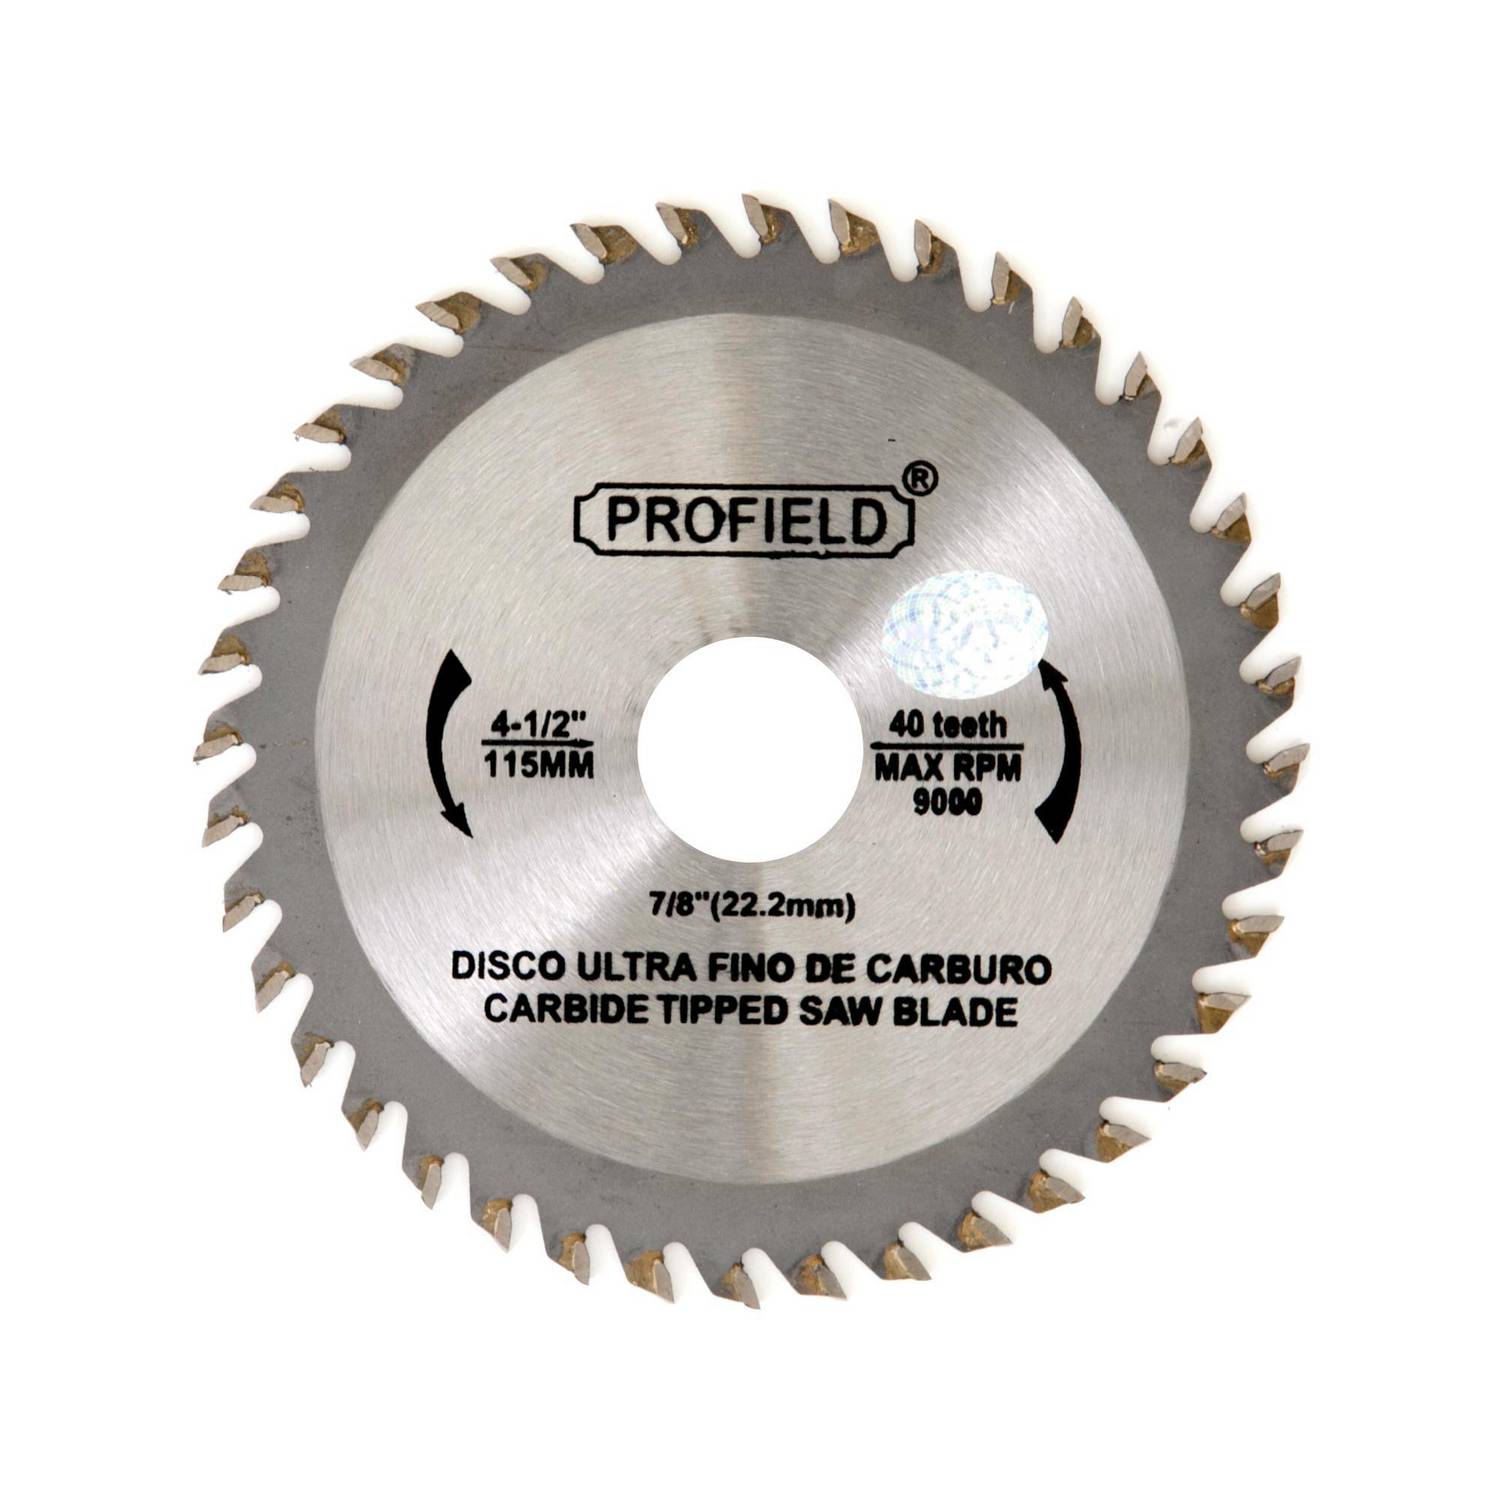 PROFIELD®
4-1/2"
115MM
40 teeth
MAX RPM
9000
7/8"(22.2mm)
DISCO ULTRA FINO DE CARBURO
CARBIDE TIPPED SAW BLADE